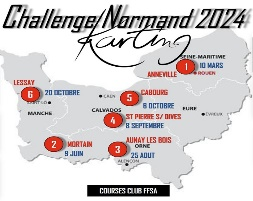 Challenge Normand 2024
Karting
SEINE-MARITIME
1
10 MARS
ROUEN
ANNEVILLE
LESSAY
6
20 OCTOBRE
CABOURG
5
CAEN
6 OCTOBRE
CALVADOS
EURE
EVREUX
MANCHE
4
ST PIERRE S/ DIVES
8 SEPTEMBRE
2
MORTAIN
9 JUIN
3
AUNAY LES BOIS
ORNE
25 AOUT
ALENCON
COURSES CLUB FFSA